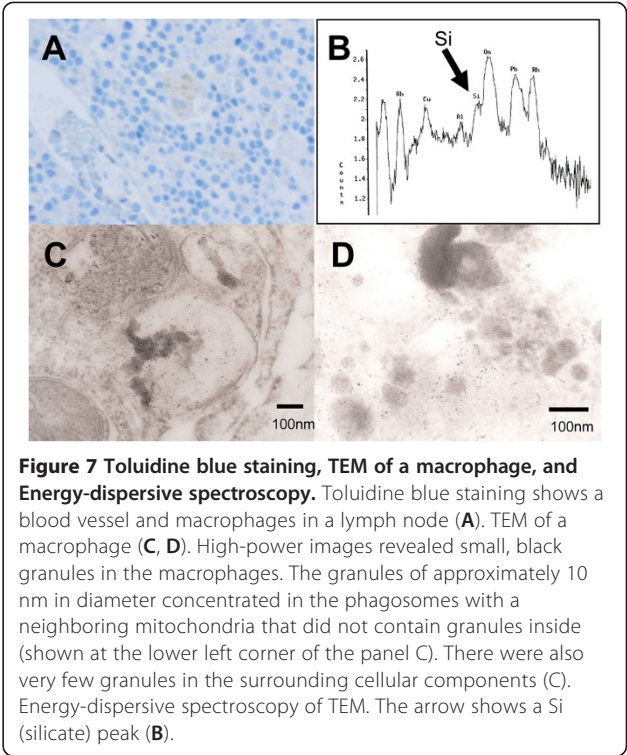 A
B
Si
2.6
2.4
2.2
2
1.8
1.6
1.4
1.2
Counts
Rh
Cu
Al
Si
Os
Pb
Rh
C
100nm
D
100nm
Figure 7 Toluidine blue staining, TEM of a macrophage, and
Energy-dispersive spectroscopy. Toluidine blue staining shows a
blood vessel and macrophages in a lymph node (A). TEM of a
macrophage (C, D). High-power images revealed small, black
granules in the macrophages. The granules of approximately 10
nm in diameter concentrated in the phagosomes with a
neighboring mitochondria that did not contain granules inside
(shown at the lower left corner of the panel C). There were also
very few granules in the surrounding cellular components (C).
Energy-dispersive spectroscopy of TEM. The arrow shows a Si
(silicate) peak (B).